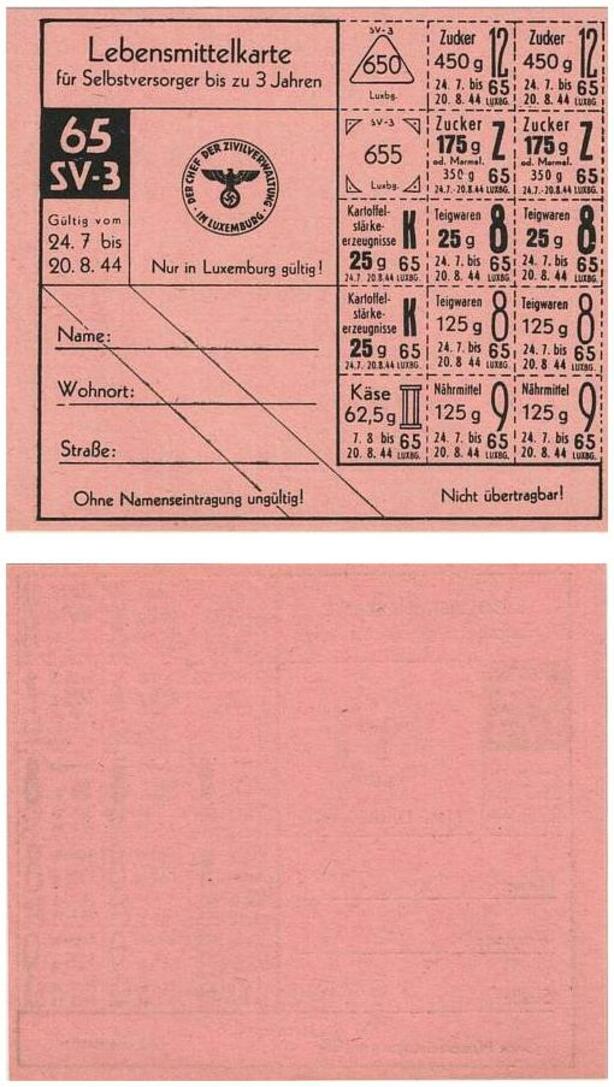 Lebensmittelkarte
für Selbstversorger bis zu 3 Jahren
65
SV-3
Gültig vom
24. 7 bis
20. 8. 44
DER CHEF DER ZIVILVERWALTUNG · IN LUXEMBURG ·
Nur in Luxemburg gültig!
Name:
Wohnort:
Straße:
Ohne Namenseintragung ungültig!
Nicht übertragbar!
SV-3
650
Luxbg.
Zucker 12
450 g
24. 7. bis 65
20. 8. 44 LUXBG.
Zucker 12
450 g
24. 7. bis 65
20. 8. 44 LUXBG.
SV-3
655
Luxbg.
Zucker Z
175 g
od. Marmel.
350 g 65
24.7.-20.8.44 LUXBG.
Zucker Z
175 g
od. Marmel.
350 g 65
24.7.-20.8.44 LUXBG.
Kartoffel-
stärke-
erzeugnisse K
25 g 65
24.7. 20.8.44 LUXBG.
Teigwaren 8
25 g
24. 7. bis 65
20. 8. 44 LUXBG.
Teigwaren 8
25 g
24. 7. bis 65
20. 8. 44 LUXBG.
Kartoffel-
stärke-
erzeugnisse K
25 g 65
24.7. 20.8.44 LUXBG.
Teigwaren 8
125 g
24. 7. bis 65
20. 8 44 LUXBG.
Teigwaren 8
125 g
24. 7. bis 65
20. 8. 44 LUXBG.
Käse III
62,5 g
7. 8 bis 65
20. 8. 44 LUXBG.
Nährmittel 9
125 g
24. 7. bis 65
20. 8. 44 LUXBG.
Nährmittel 9
125 g
24. 7. bis 65
20. 8. 44 LUXBG.